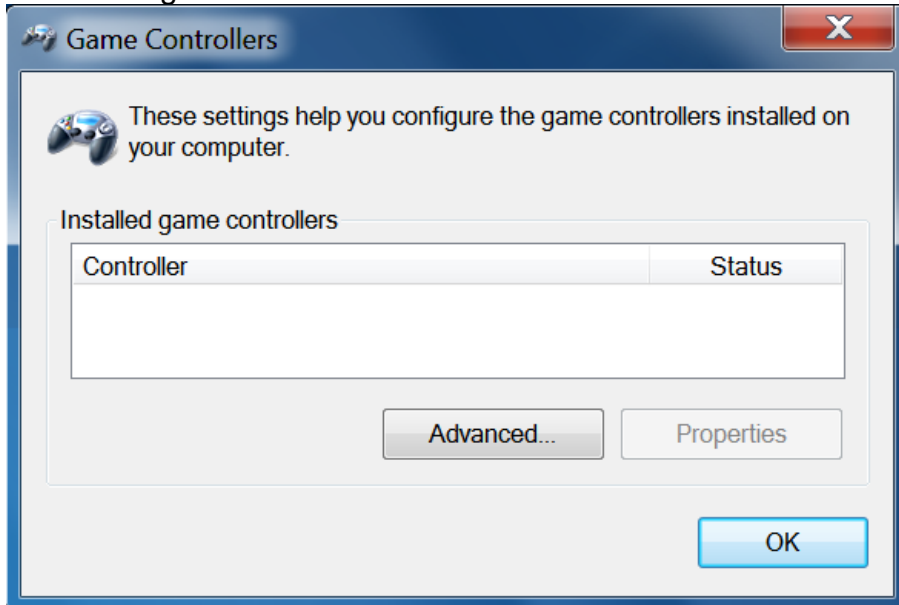 Game Controllers
These settings help you configure the game controllers installed on
your computer.
Installed game controllers
Controller Status
Advanced... Properties
OK